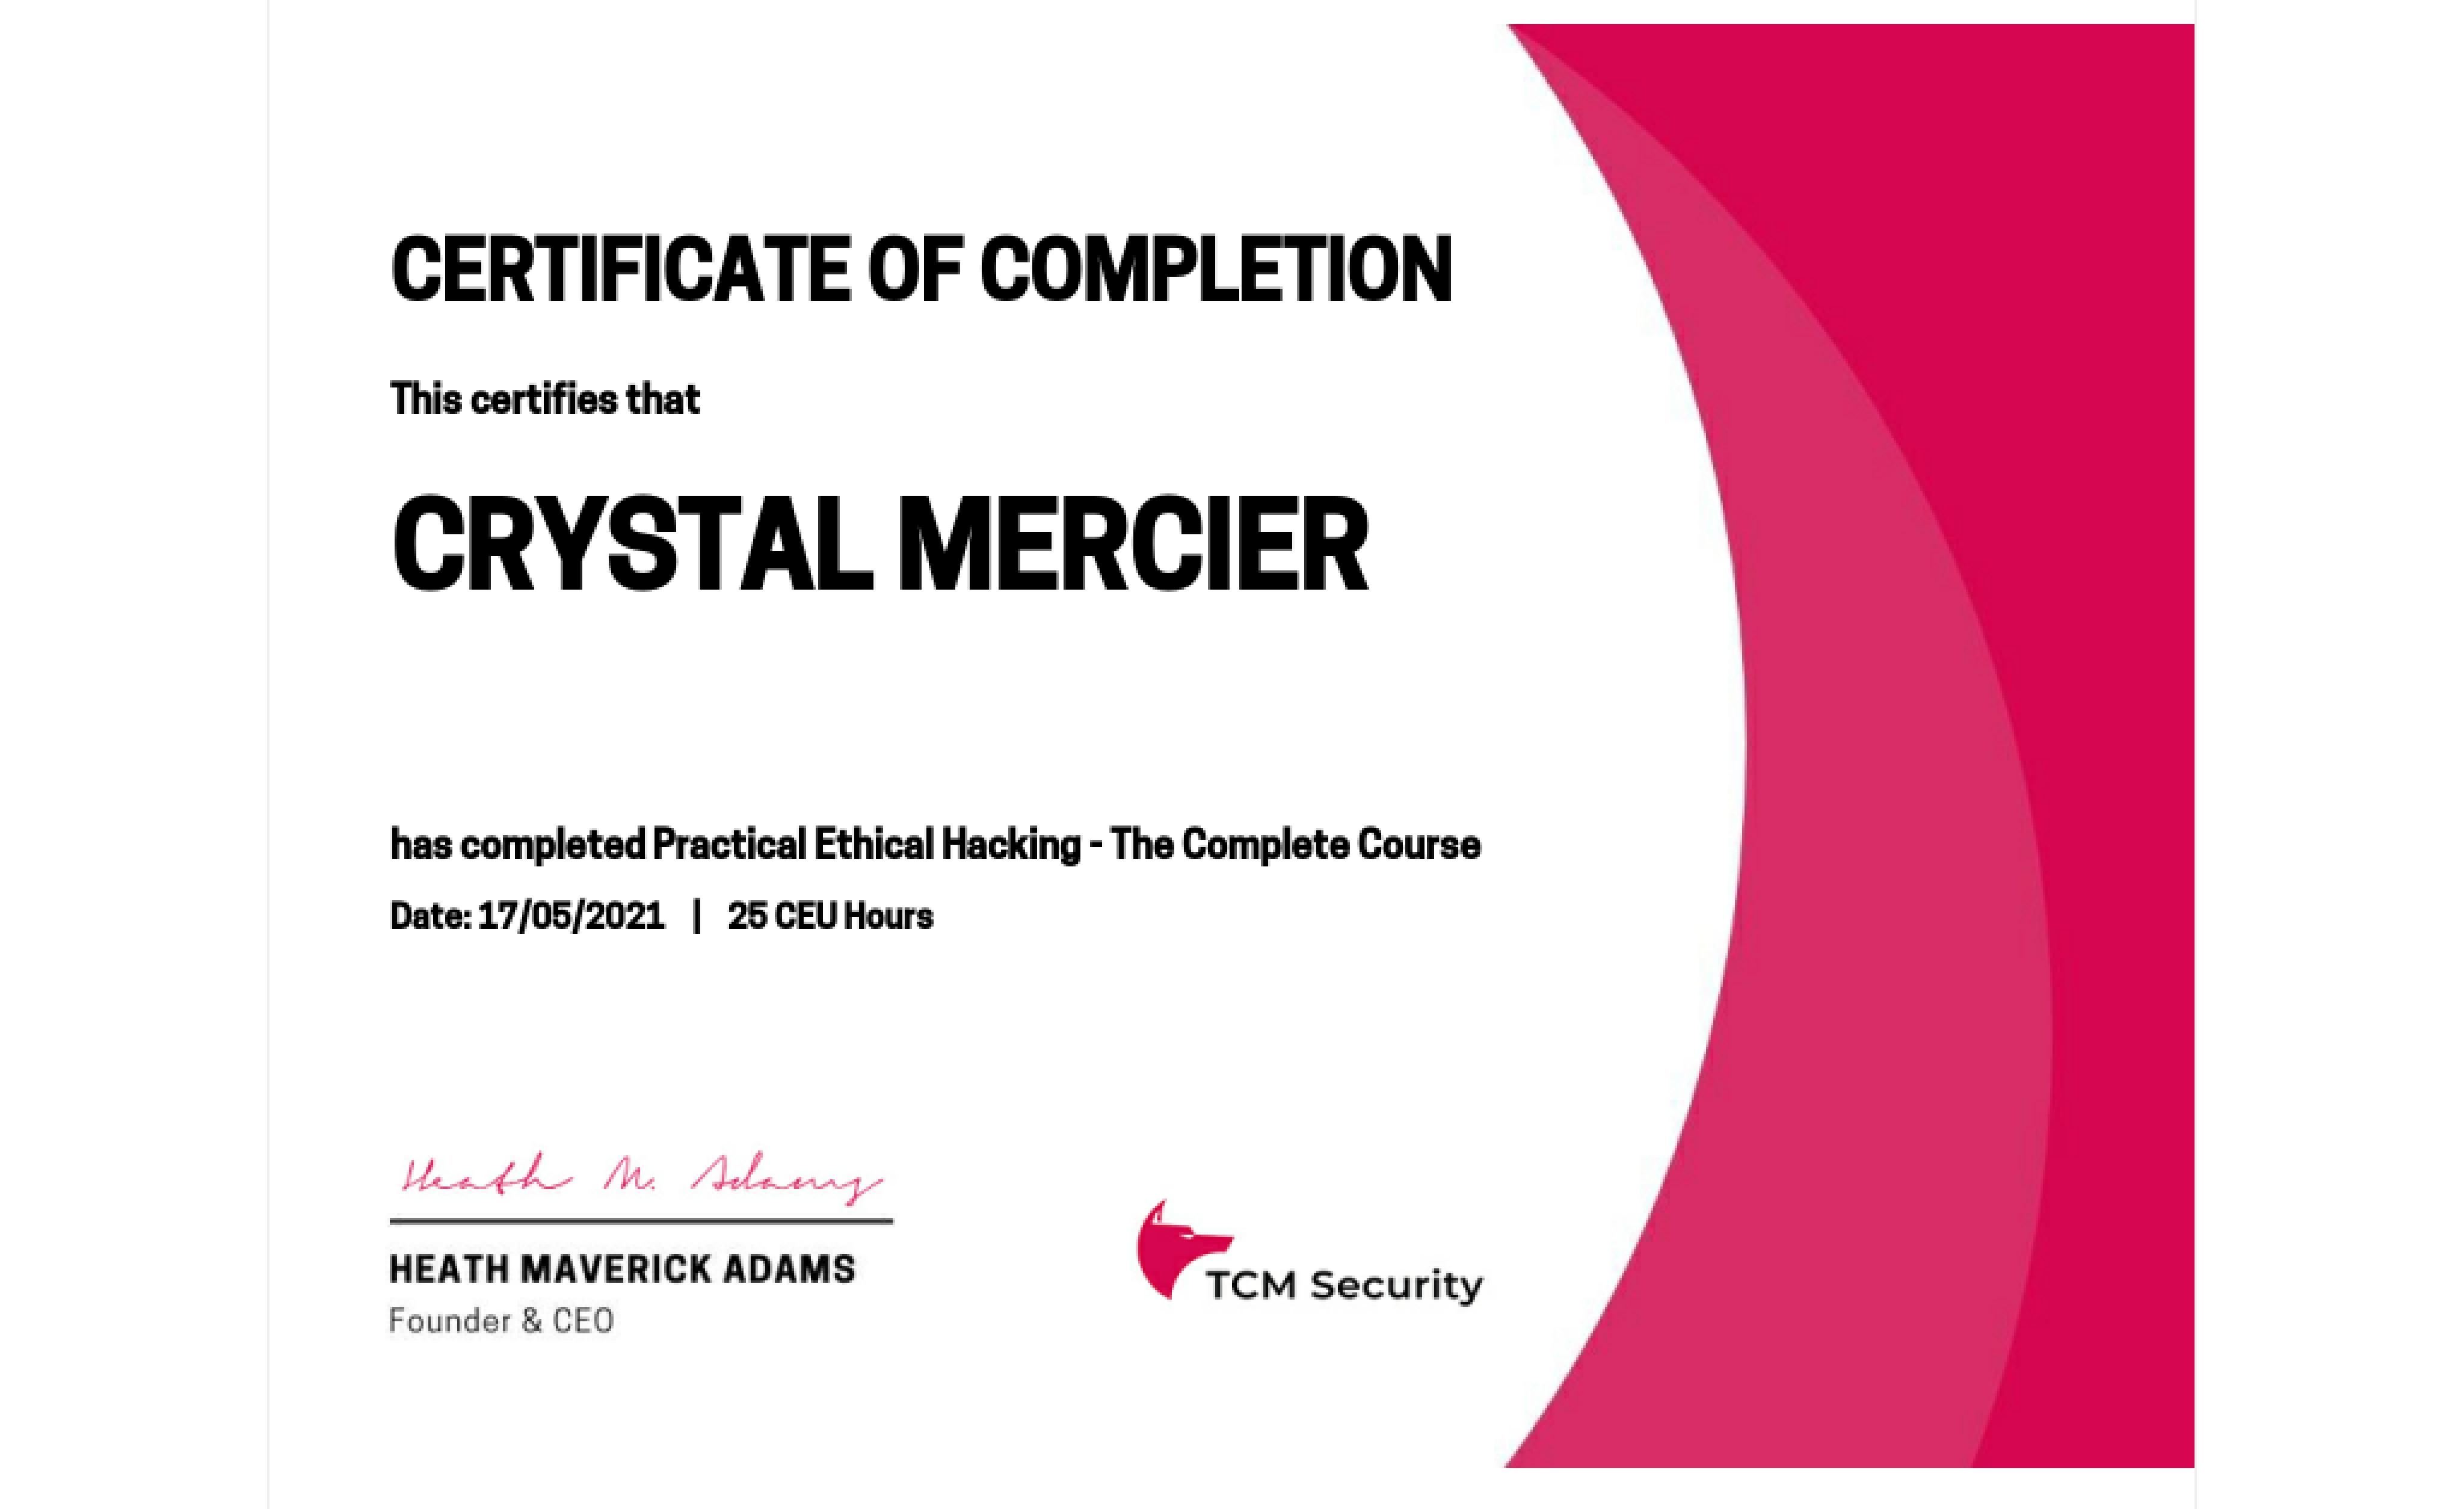 CERTIFICATE OF COMPLETION
This certifies that
CRYSTAL MERCIER
has completed Practical Ethical Hacking - The Complete Course
Date: 17/05/2021 | 25 CEU Hours
Heath M. Adams
HEATH MAVERICK ADAMS
Founder & CEO
TCM Security